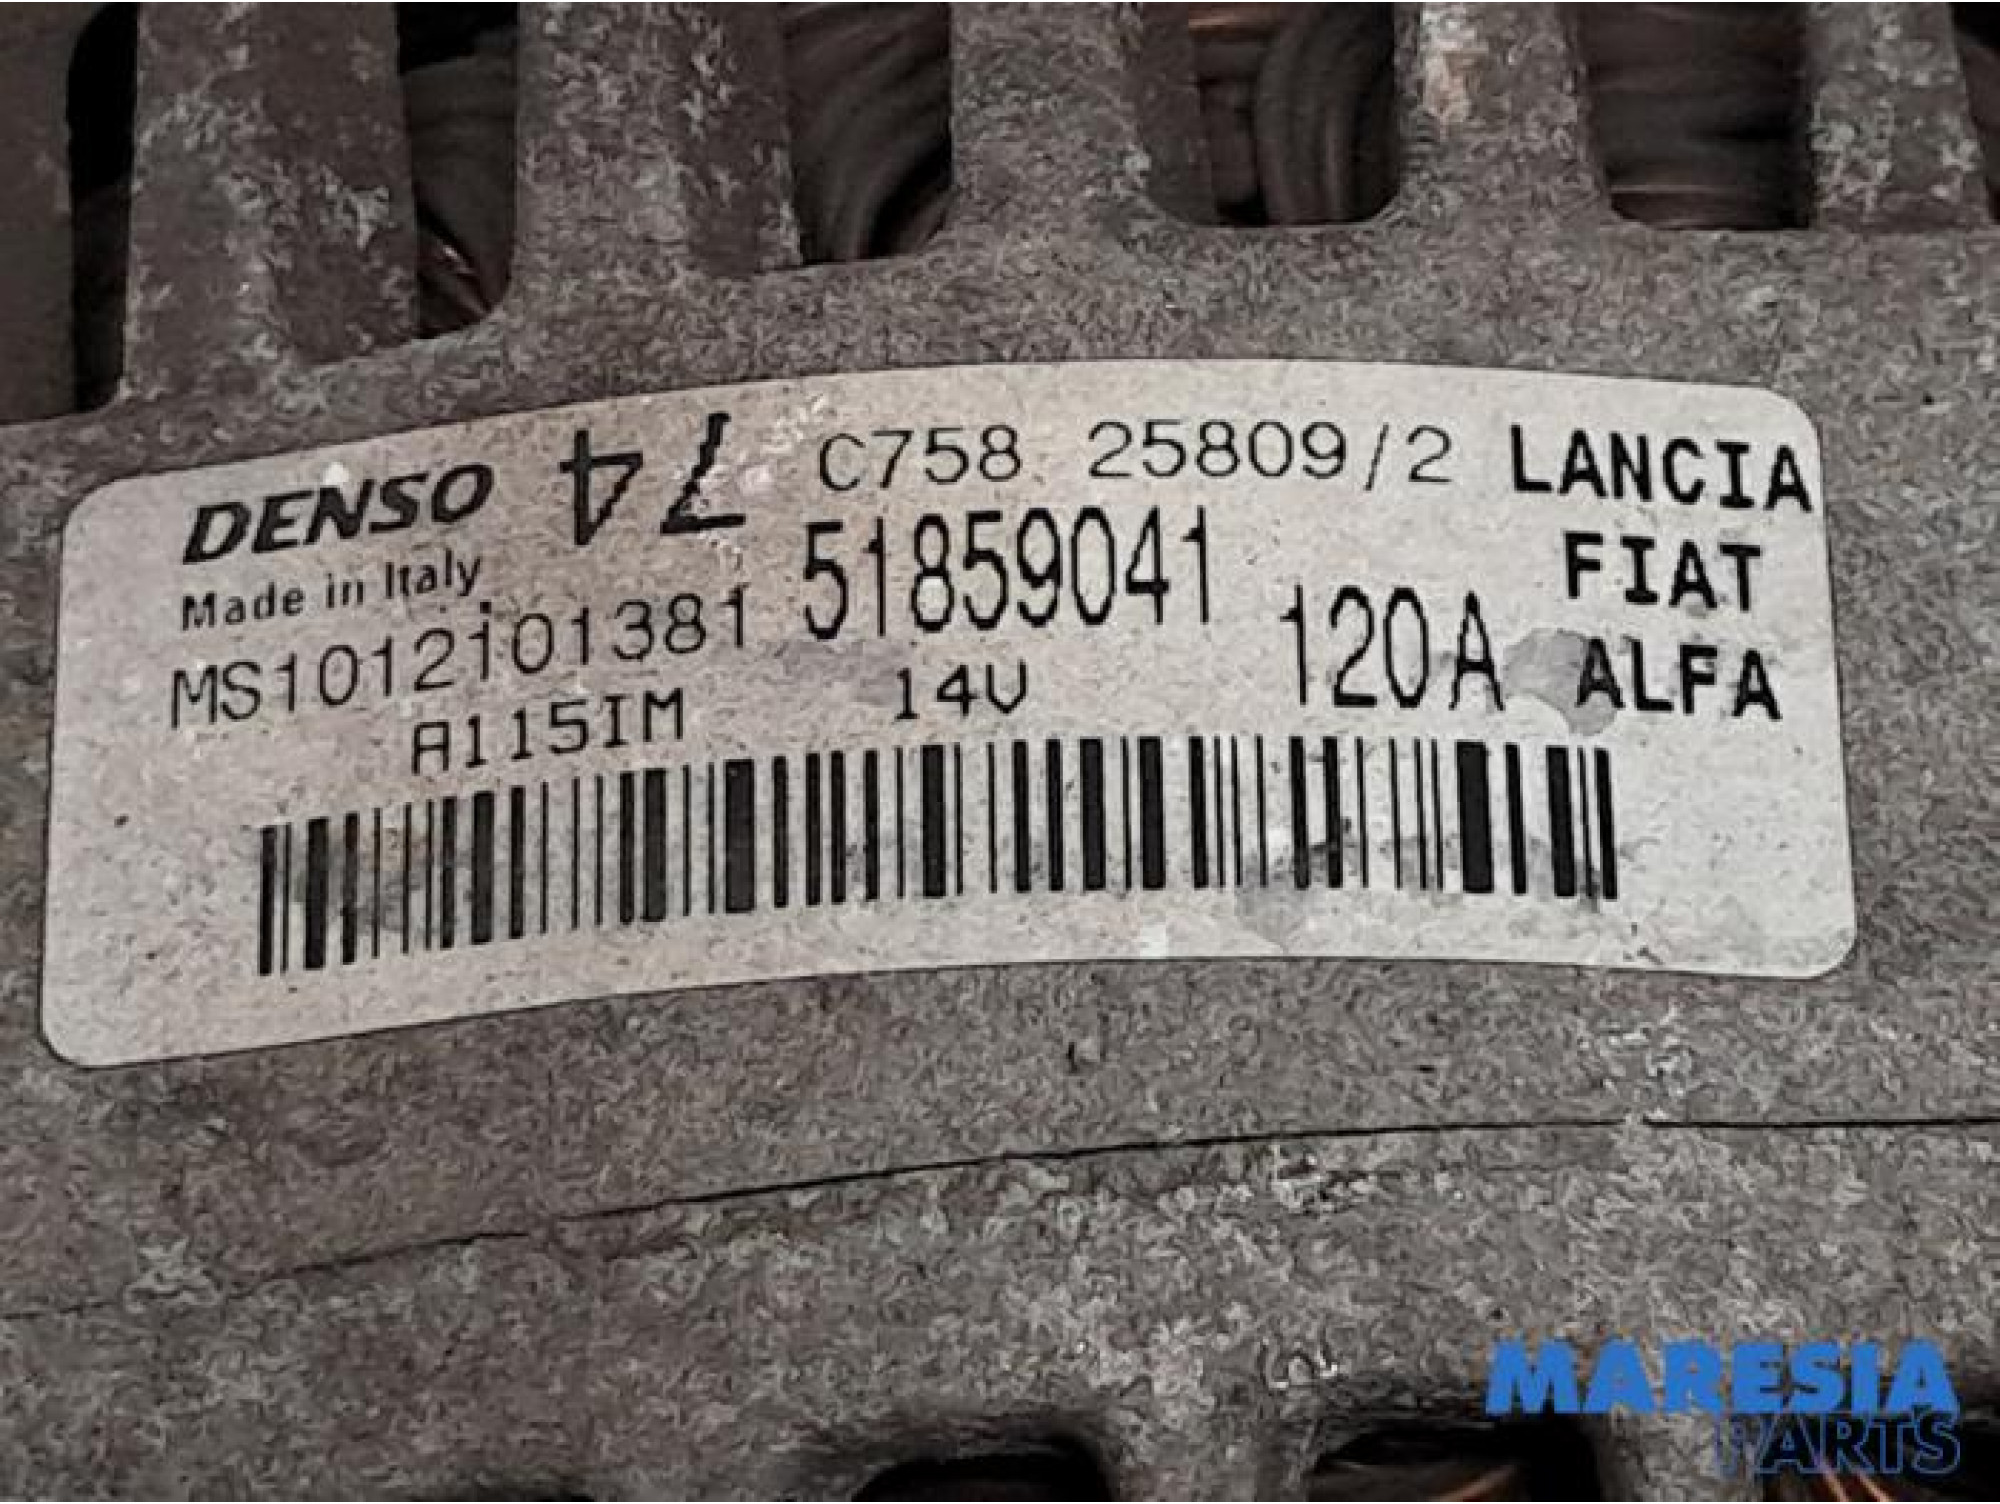 DENSO 74 C758 25809/2 LANCIA
Made in Italy 51859041 FIAT
MS1012101381 120A ALFA
A115IM 14V
MARESIA
PARTS